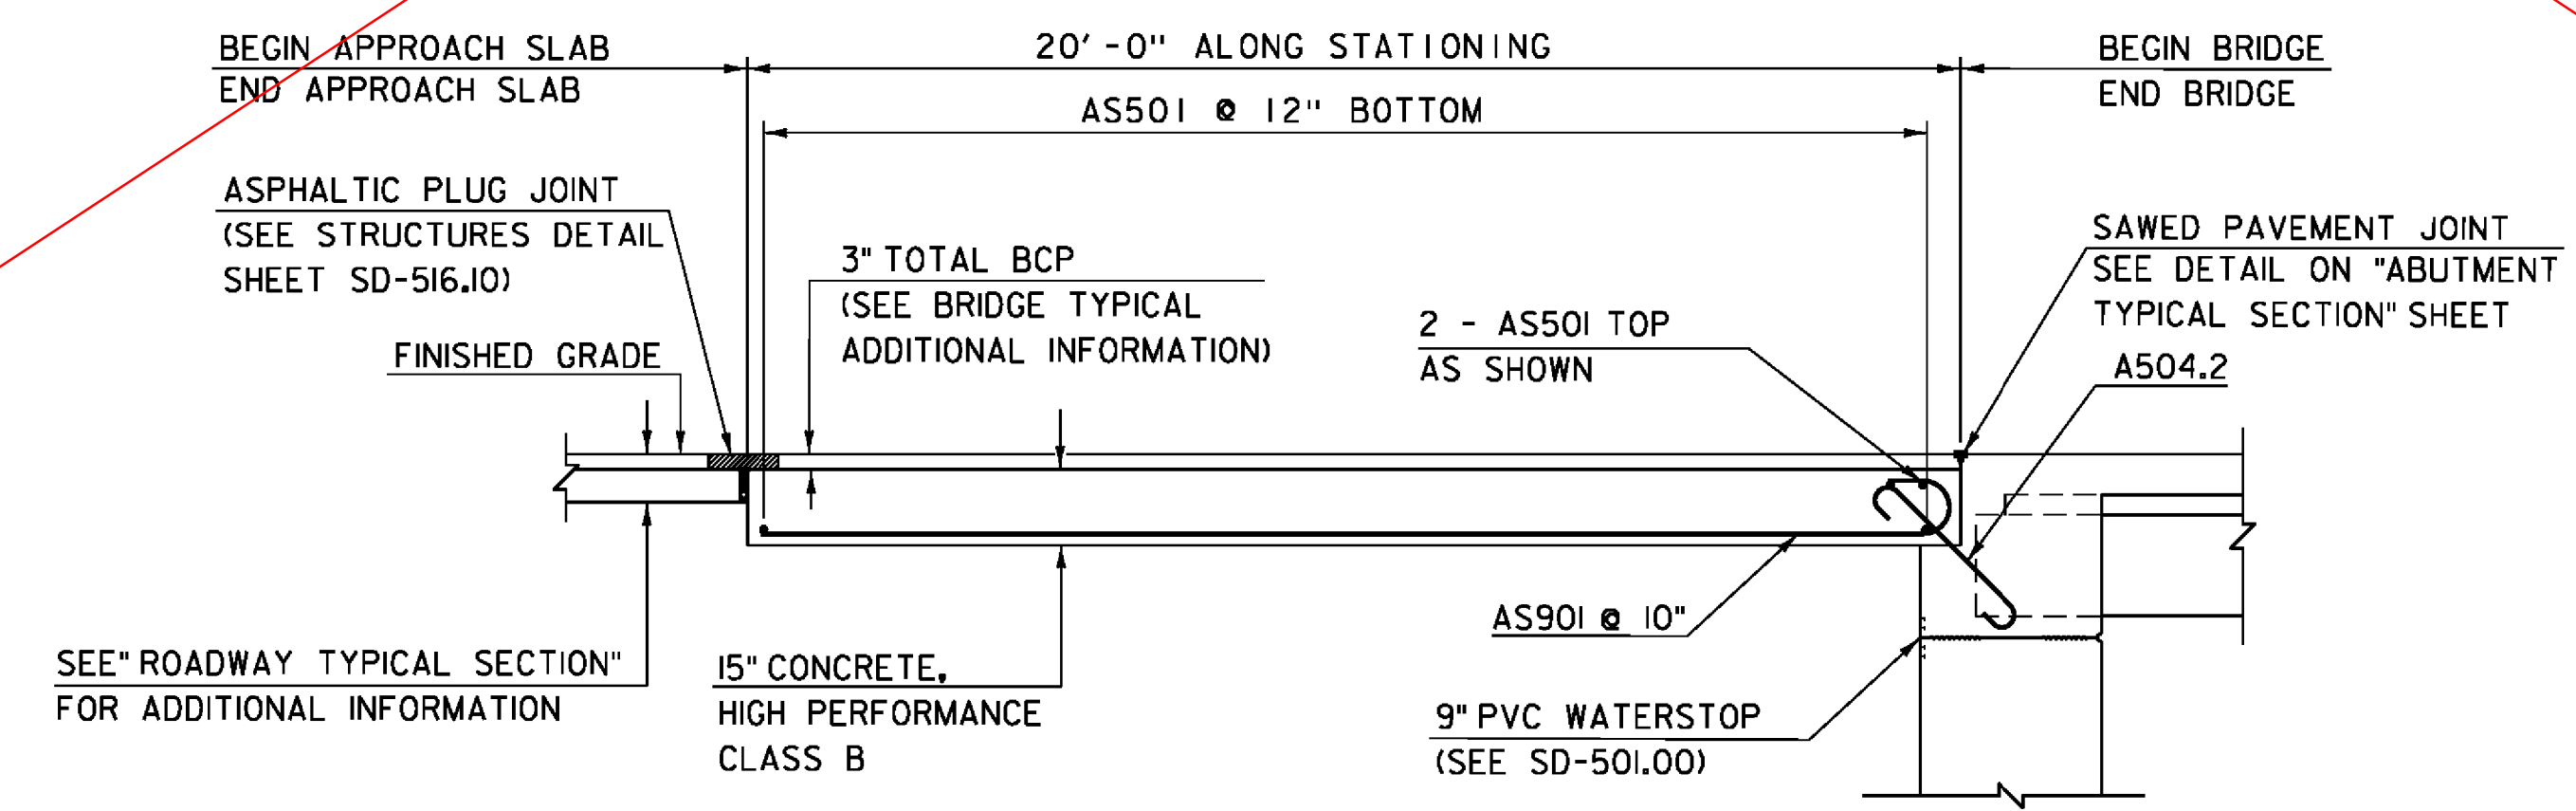 BEGIN APPROACH SLAB
END APPROACH SLAB
20'-0" ALONG STATIONING
BEGIN BRIDGE
END BRIDGE
AS501 @ 12" BOTTOM
ASPHALTIC PLUG JOINT
(SEE STRUCTURES DETAIL
SHEET SD-516.10)
3" TOTAL BCP
(SEE BRIDGE TYPICAL
ADDITIONAL INFORMATION)
SAWED PAVEMENT JOINT
SEE DETAIL ON "ABUTMENT
TYPICAL SECTION" SHEET
2 - AS501 TOP
AS SHOWN
FINISHED GRADE
A504.2
AS901 @ 10"
SEE "ROADWAY TYPICAL SECTION"
FOR ADDITIONAL INFORMATION
15" CONCRETE,
HIGH PERFORMANCE
CLASS B
9" PVC WATERSTOP
(SEE SD-501.00)